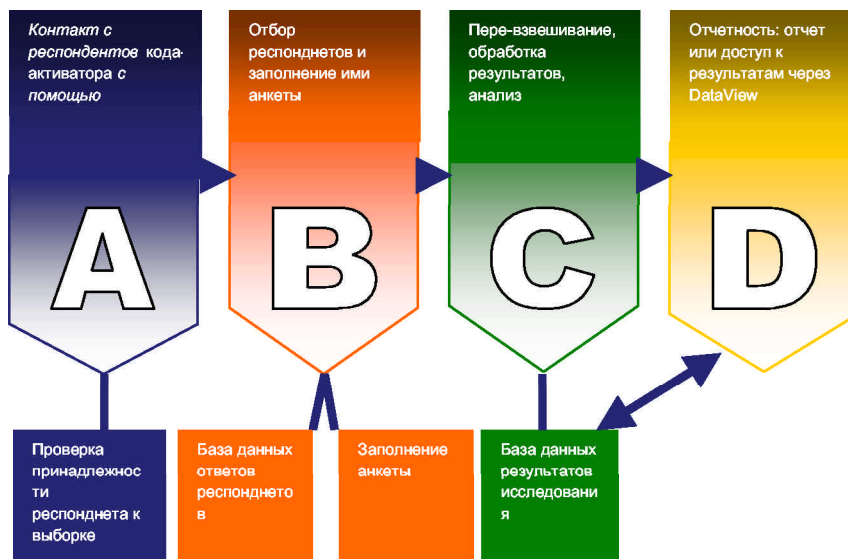 Контакт с
респондентов кода-
активатора с
помощью
Отбор
респонднетов и
заполнение ими
анкеты
Пере-взвешивание,
обработка
результатов,
анализ
Отчетность: отчет
или доступ к
результатам через
DataView
A
B
C
D
Проверка
принадлежнос
ти
респонднета к
выборке
База данных
ответов
респонднето
в
Заполнение
анкеты
База данных
результатов
исследовани
я